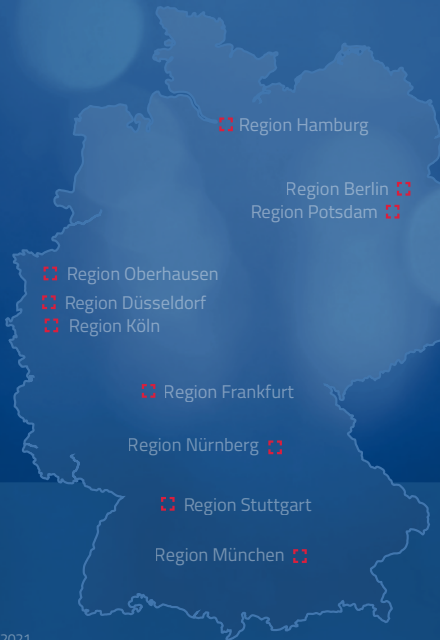 Region Hamburg
Region Berlin
Region Potsdam
Region Oberhausen
Region Düsseldorf
Region Köln
Region Frankfurt
Region Nürnberg
Region Stuttgart
Region München
2021